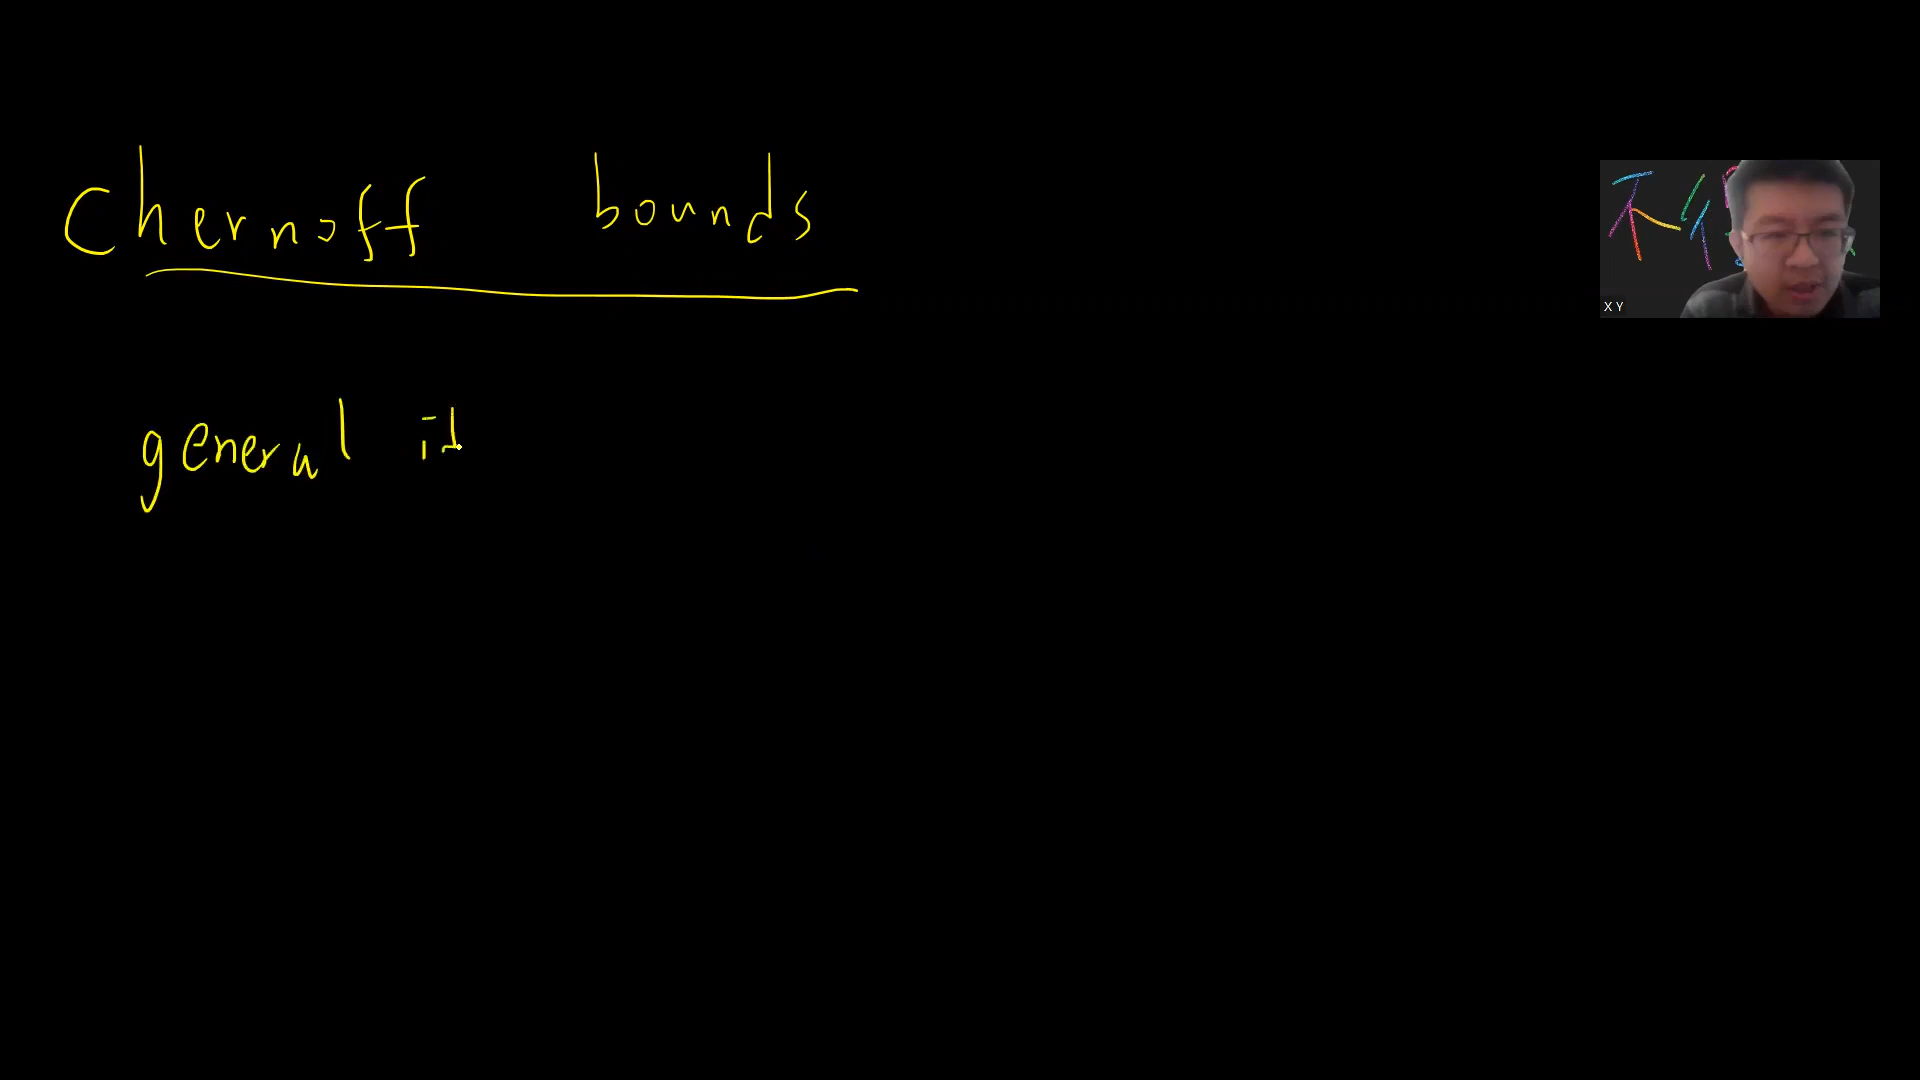 Chernoff bounds
general id
X Y